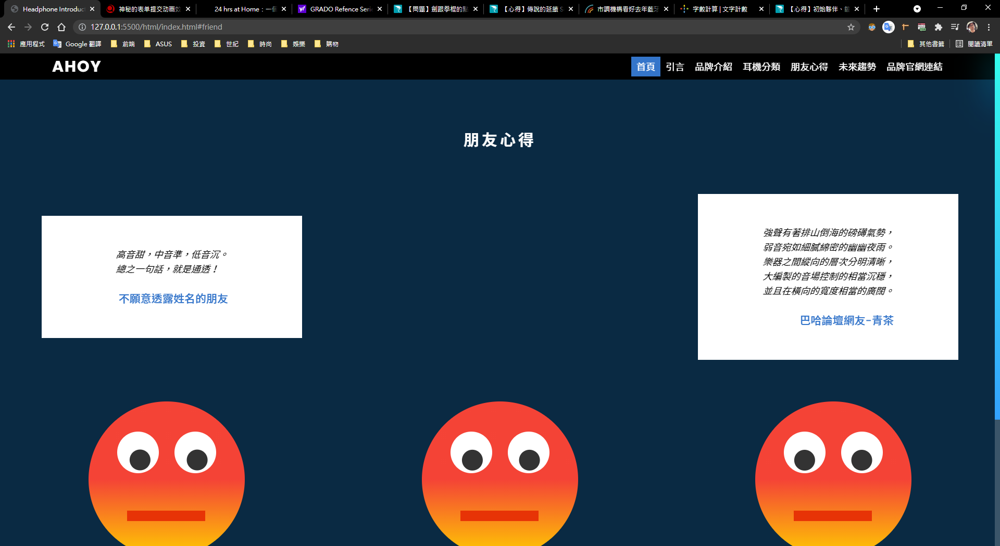 Headphone Introduc
神秘的表单提交动画效
24 hrs at Home：一個
GRADO Refence Seri
【問題】劍跟拳棍的點
【心得】傳說的延續 S
市調機構看好去年藍牙
字數計算 | 文字計數
【心得】初始夥伴、
127.0.0.1:5500/html/index.html#friend
應用程式
Google 翻譯
前端
ASUS
投資
世紀
時尚
娛樂
購物
其他書籤
閱讀清單
AHOY
首頁
引言
品牌介紹
耳機分類
朋友心得
未來趨勢
品牌官網連結
朋友心得
高音甜，中音準，低音沉。
總之一句話，就是通透！
不願意透露姓名的朋友
強聲有著排山倒海的磅礡氣勢，
弱音宛如細膩綿密的幽幽夜雨。
樂器之間縱向的層次分明清晰，
大編製的音場控制的相當沉穩，
並且在橫向的寬度相當的廣闊。
巴哈論壇網友-青茶